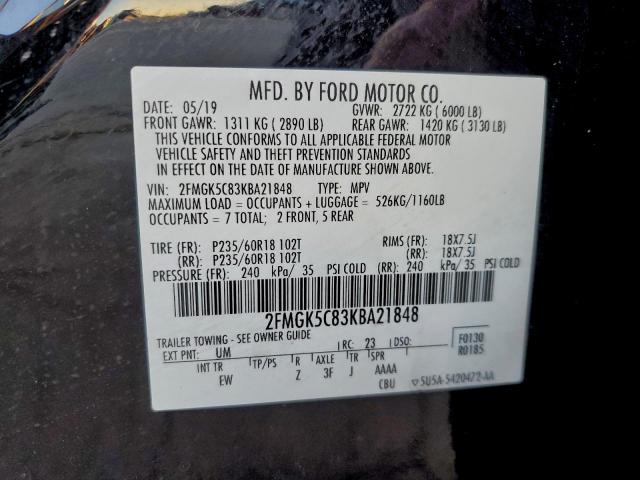 MFD. BY FORD MOTOR CO.
DATE: 05/19 GVWR: 2722 KG ( 6000 LB)
FRONT GAWR: 1311 KG ( 2890 LB) REAR GAWR: 1420 KG ( 3130 LB)
THIS VEHICLE CONFORMS TO ALL APPLICABLE FEDERAL MOTOR
VEHICLE SAFETY AND THEFT PREVENTION STANDARDS
IN EFFECT ON THE DATE OF MANUFACTURE SHOWN ABOVE.
VIN: 2FMGK5C83KBA21848 TYPE: MPV
MAXIMUM LOAD = OCCUPANTS + LUGGAGE = 526KG/1160LB
OCCUPANTS = 7 TOTAL; 2 FRONT, 5 REAR
TIRE (FR): P235/60R18 102T RIMS (FR): 18X7.5J
(RR): P235/60R18 102T (RR): 18X7.5J
PRESSURE (FR): 240 kPa/ 35 PSI COLD (RR): 240 kPa/ 35 PSI COLD
2FMGK5C83KBA21848
TRAILER TOWING - SEE OWNER GUIDE
EXT PNT: UM RC: 23 DSO: F0130
R0185
INT TR TP/PS R AXLE TR SPR
EW Z 3F J AAAA
CBU ▽5U5A-5420472-AA